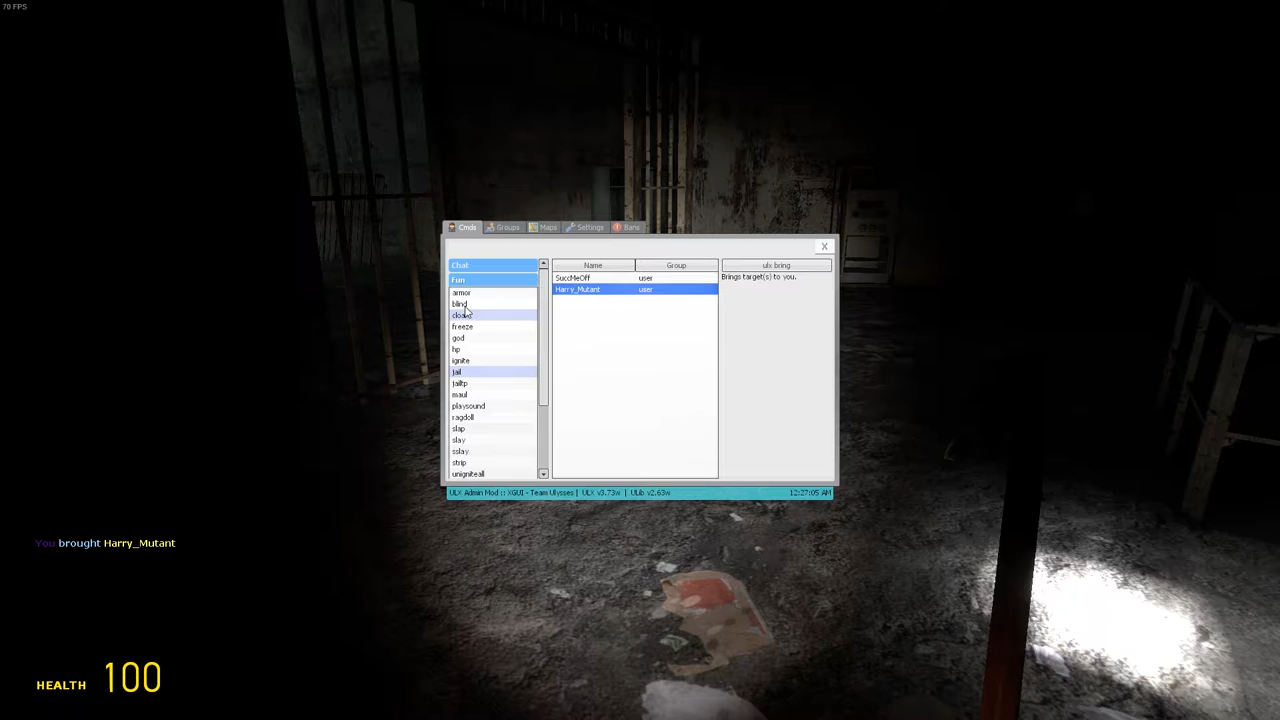 70 FPS
Cmds Groups Maps Settings Bans
X
Chat
Fun
armor
blind
cloak
freeze
god
hp
ignite
jail
jailtp
maul
playsound
ragdoll
slap
slay
sslay
strip
unigniteall
Name Group
SuccMeOff user
Harry_Mutant user
ulx bring
Brings target(s) to you.
ULX Admin Mod :: XGUI - Team Ulysses | ULX v3.73w | ULib v2.63w 12:27:05 AM
You brought Harry_Mutant
HEALTH 100